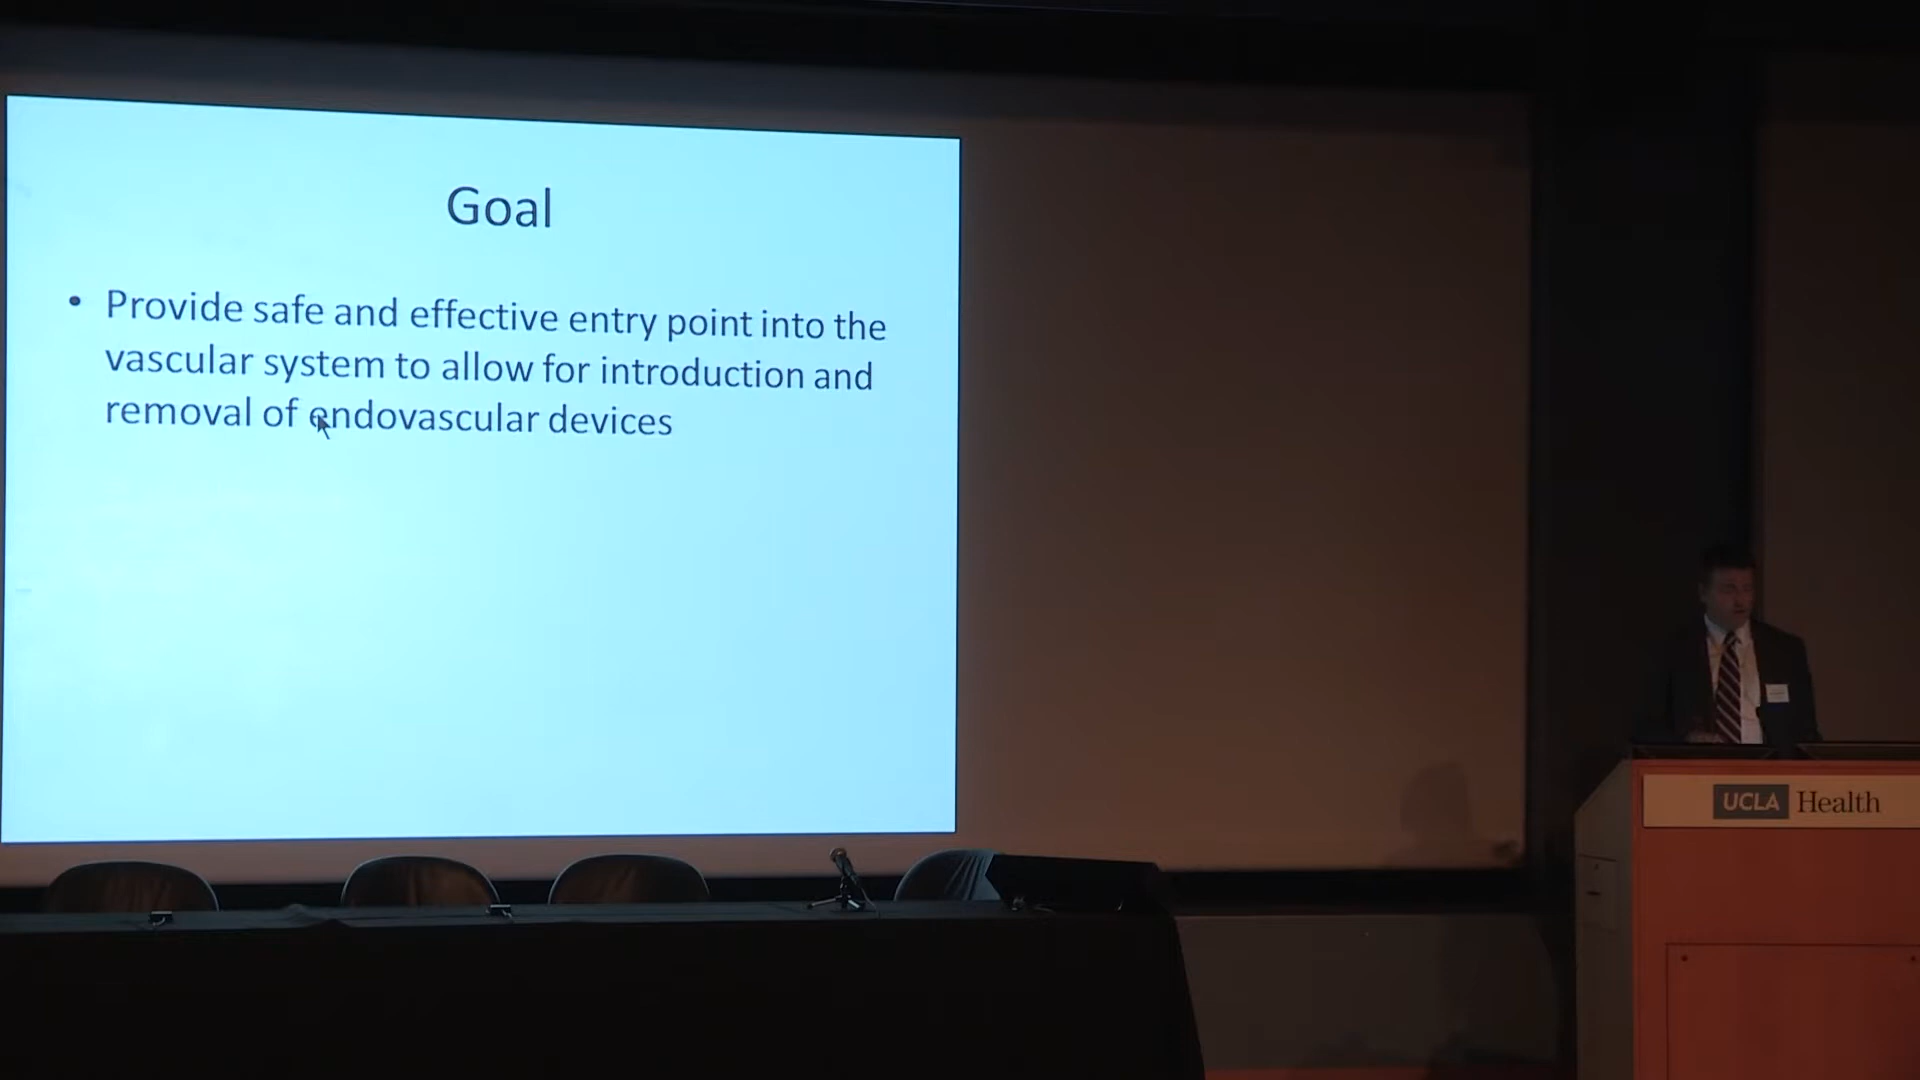 Goal
• Provide safe and effective entry point into the
vascular system to allow for introduction and
removal of endovascular devices
UCLA Health